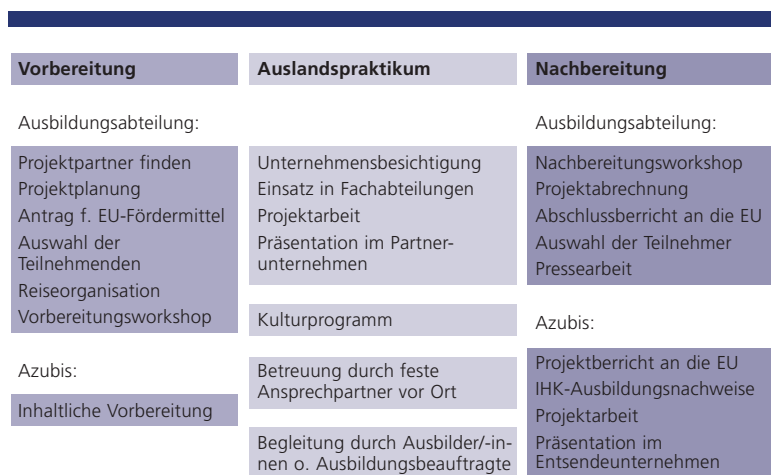 Vorbereitung
Ausbildungsabteilung:
Projektpartner finden
Projektplanung
Antrag f. EU-Fördermittel
Auswahl der
Teilnehmenden
Reiseorganisation
Vorbereitungsworkshop
Azubis:
Inhaltliche Vorbereitung
Auslandspraktikum
Unternehmensbesichtigung
Einsatz in Fachabteilungen
Projektarbeit
Präsentation im Partner-
unternehmen
Kulturprogramm
Betreuung durch feste
Ansprechpartner vor Ort
Begleitung durch Ausbilder/-in-
nen o. Ausbildungsbeauftragte
Nachbereitung
Ausbildungsabteilung:
Nachbereitungsworkshop
Projektabrechnung
Abschlussberricht an die EU
Auswahl der Teilnehmer
Pressearbeit
Azubis:
Projektberricht an die EU
IHK-Ausbildungsnachweise
Projektarbeit
Präsentation im
Entsendeunternehmen